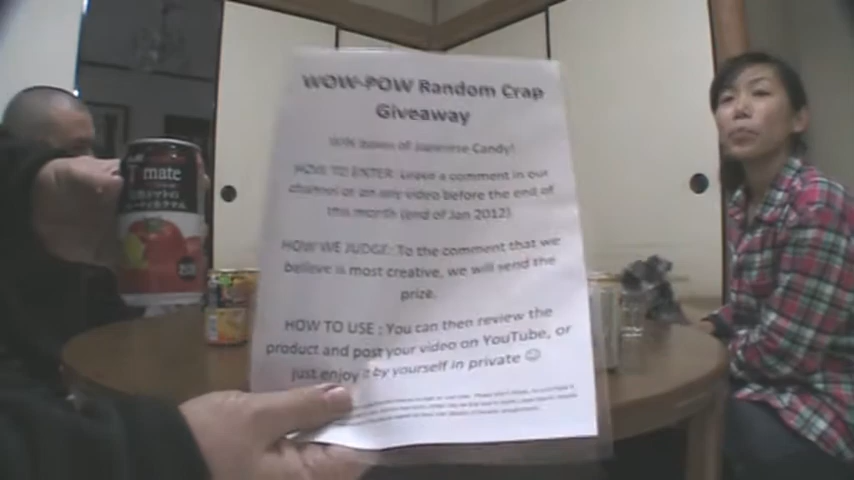 WOW-POW Random Crap
Giveaway
WIN boxes of Japanese Candy!
HOW TO ENTER: Leave a comment in our
channel or on any video before the end of
this month (end of Jan 2012)
HOW WE JUDGE: To the comment that we
believe is most creative, we will send the
prize.
HOW TO USE : You can then review the
product and post your video on YouTube, or
just enjoy it by yourself in private ☺
T mate